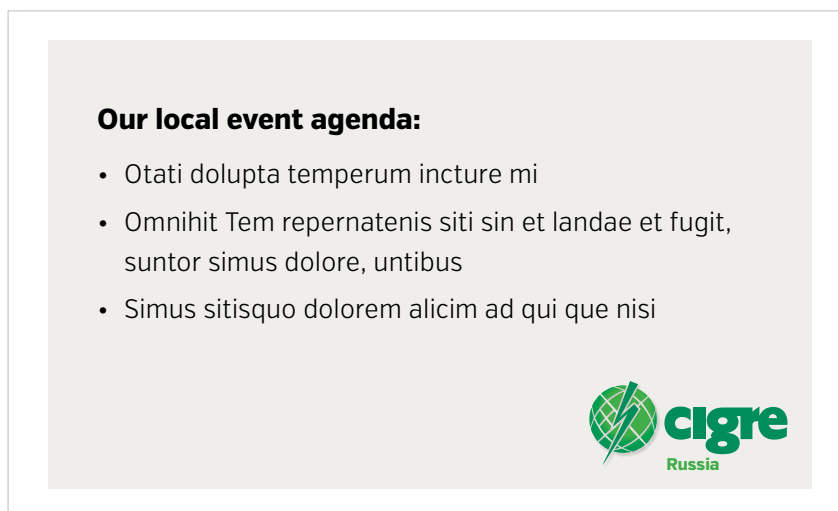 Our local event agenda:
• Otati dolupta temperum incture mi
• Omnihit Tem repernatenis siti sin et landae et fugit,
suntor simus dolore, untibus
• Simus sitisquo dolorem alicim ad qui que nisi
cigre
Russia